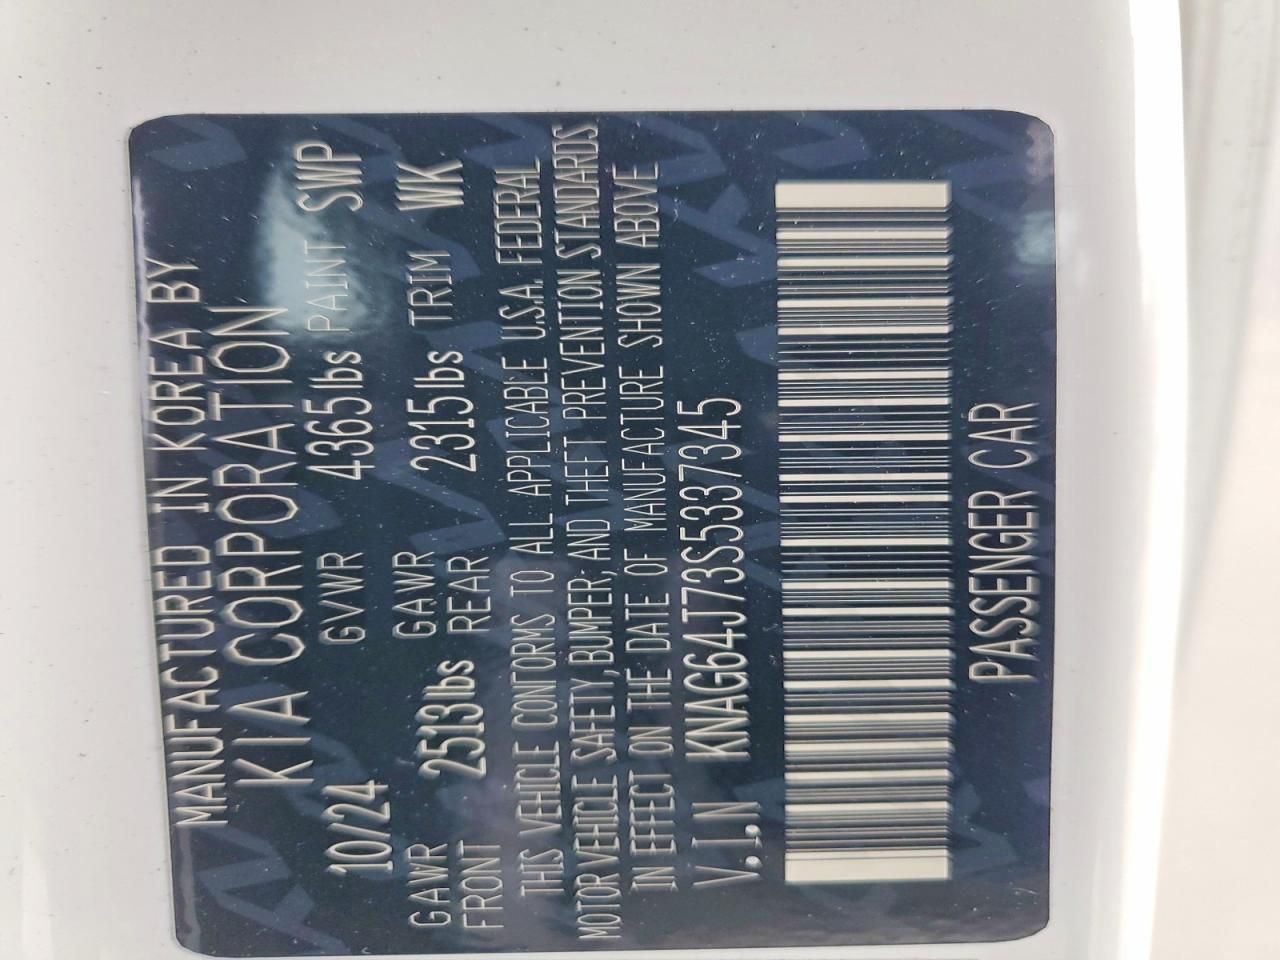 MANUFACTURED IN KOREA BY
KIA CORPORATION
10/24 GVWR 4365lbs PAINT SWP
GAWR FRONT 2513lbs GAWR REAR 2315lbs TRIM WK
THIS VEHICLE CONFORMS TO ALL APPLICABLE U.S.A. FEDERAL
MOTOR VEHICLE SAFETY, BUMPER, AND THEFT PREVENTION STANDARDS
IN EFFECT ON THE DATE OF MANUFACTURE SHOWN ABOVE
V.I.N KNAG64J73S5337345
PASSENGER CAR